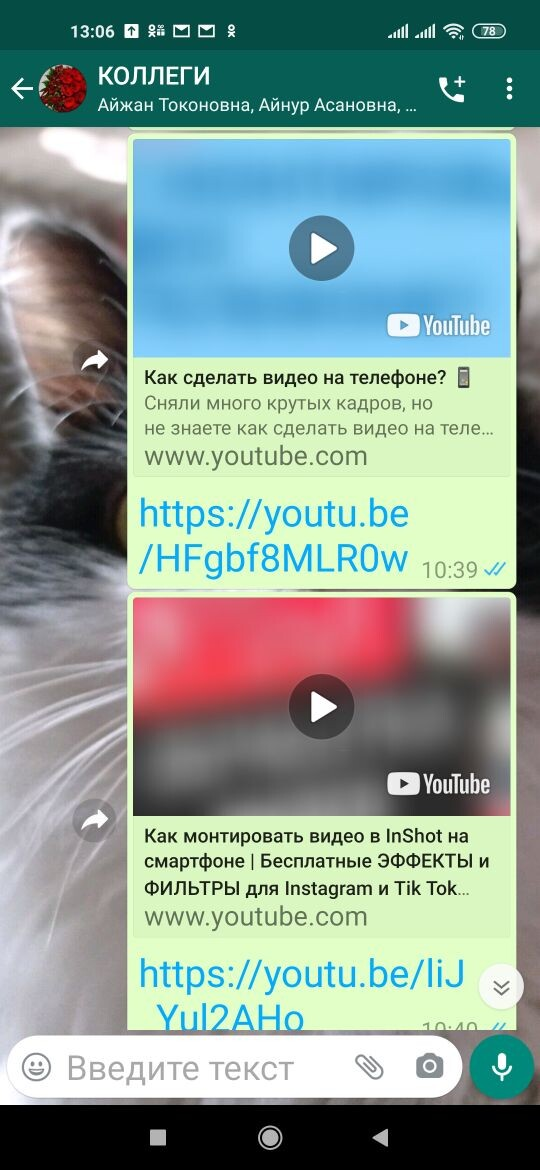 13:06
78
КОЛЛЕГИ
Айжан Токоновна, Айнур Асановна, ...
YouTube
Как сделать видео на телефоне?
Сняли много крутых кадров, но
не знаете как сделать видео на теле...
www.youtube.com
https://youtu.be
/HFgbf8MLR0w
10:39
YouTube
Как монтировать видео в InShot на
смартфоне | Бесплатные ЭФФЕКТЫ и
ФИЛЬТРЫ для Instagram и Tik Tok...
www.youtube.com
https://youtu.be/liJ
_Yul2AHo
10:40
Введите текст